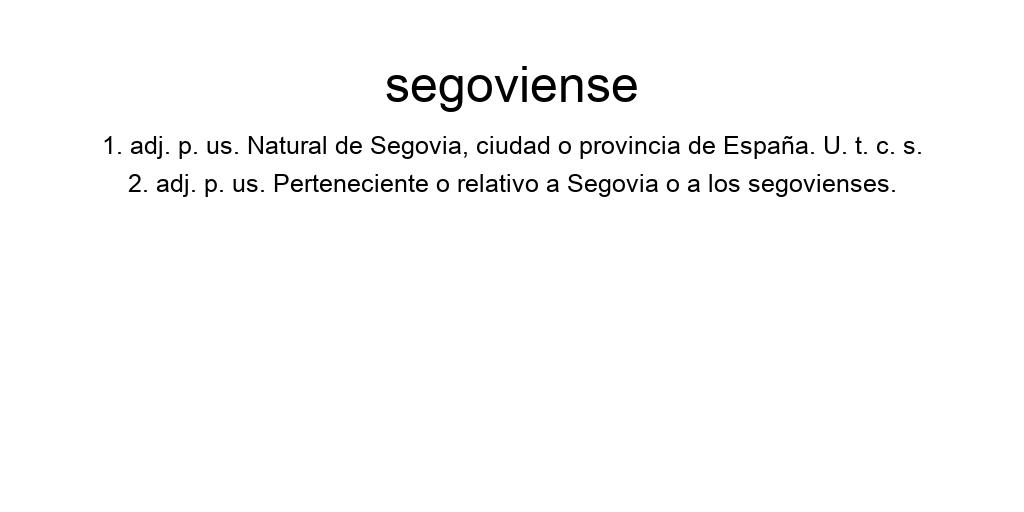 segoviense
1. adj. p. us. Natural de Segovia, ciudad o provincia de España. U. t. c. s.
2. adj. p. us. Perteneciente o relativo a Segovia o a los segovienses.